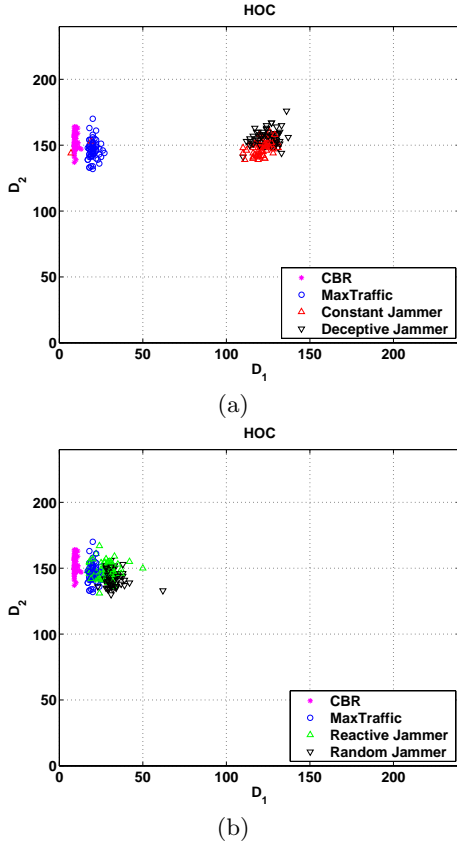 HOC
200
150
100
50
0
D2
CBR
MaxTraffic
Constant Jammer
Deceptive Jammer
0 50 100 150 200
D1
(a)
HOC
200
150
100
50
0
D2
CBR
MaxTraffic
Reactive Jammer
Random Jammer
0 50 100 150 200
D1
(b)